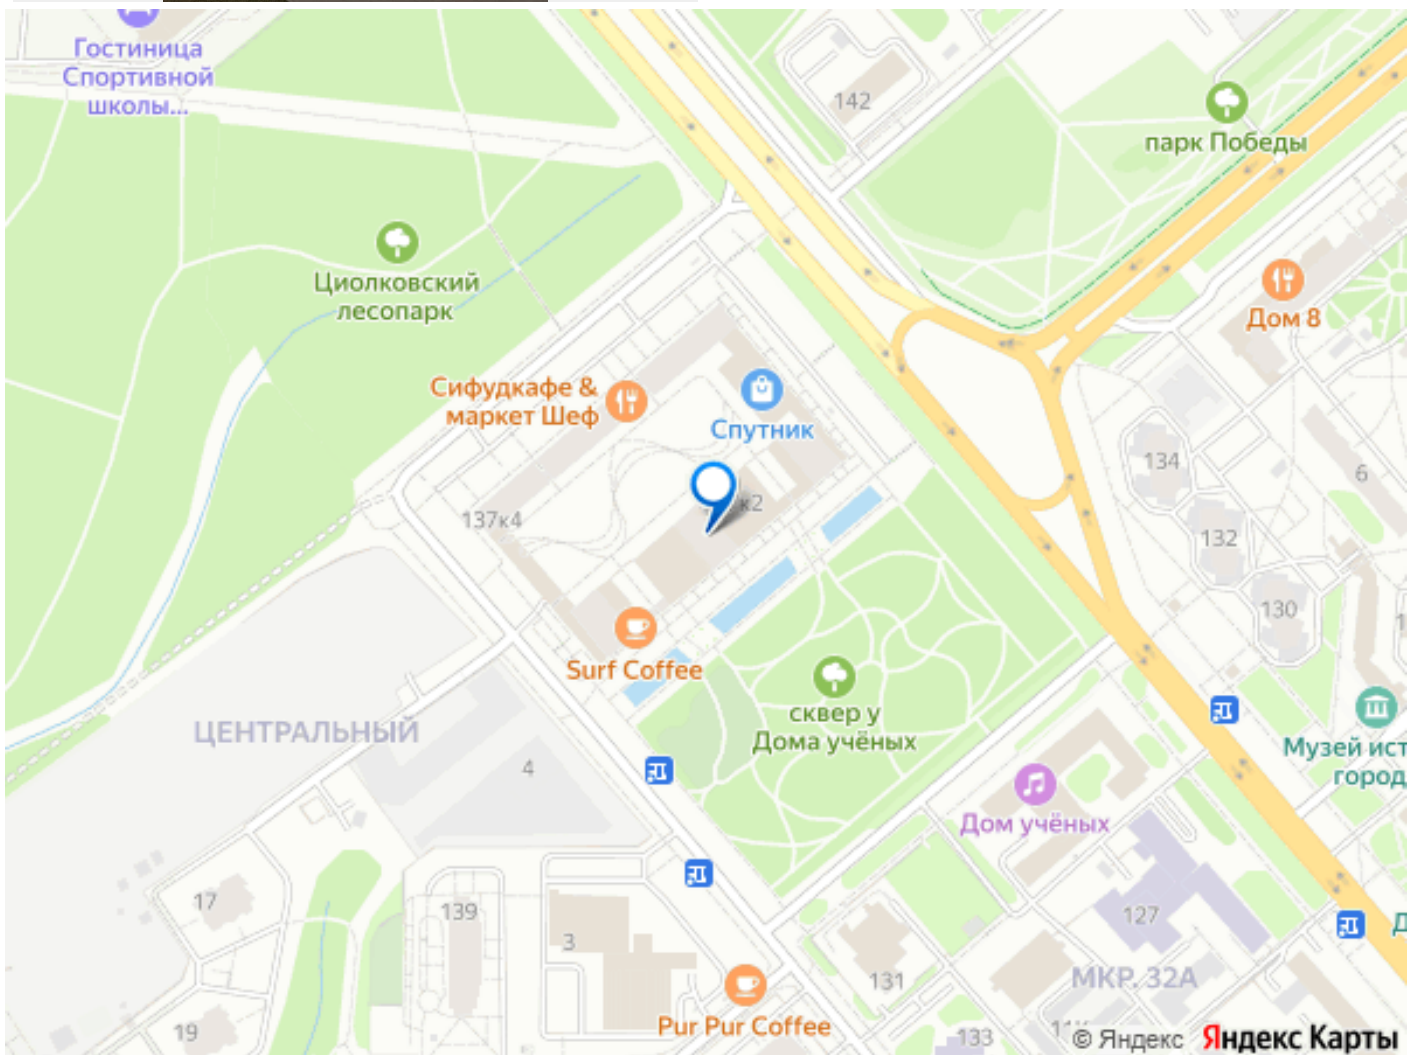 Гостиница
Спортивной
школы...
142
парк Победы
Циолковский
лесопарк
Дом 8
Сифудкафе &
маркет Шеф
Спутник
134
6
к2
137к4
132
130
Surf Coffee
ЦЕНТРАЛЬНЫЙ
сквер у
Дома учёных
Музей ист
город
4
Дом учёных
17
139
127
3
131
МКР. 32А
19
Pur Pur Coffee
133
© Яндекс Яндекс Карты